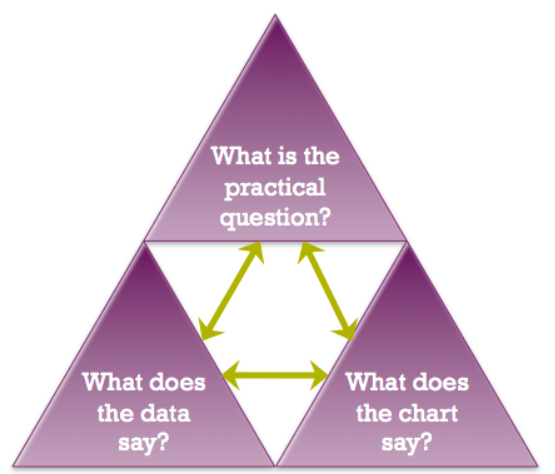 What is the
practical
question?
What does
the data
say?
What does
the chart
say?